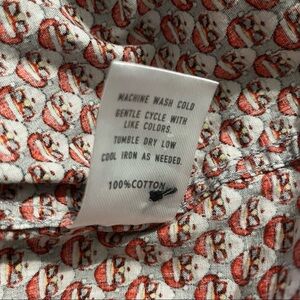 MACHINE WASH COLD
GENTLE CYCLE WITH
LIKE COLORS.
TUMBLE DRY LOW
COOL IRON AS NEEDED.
100%COTTON